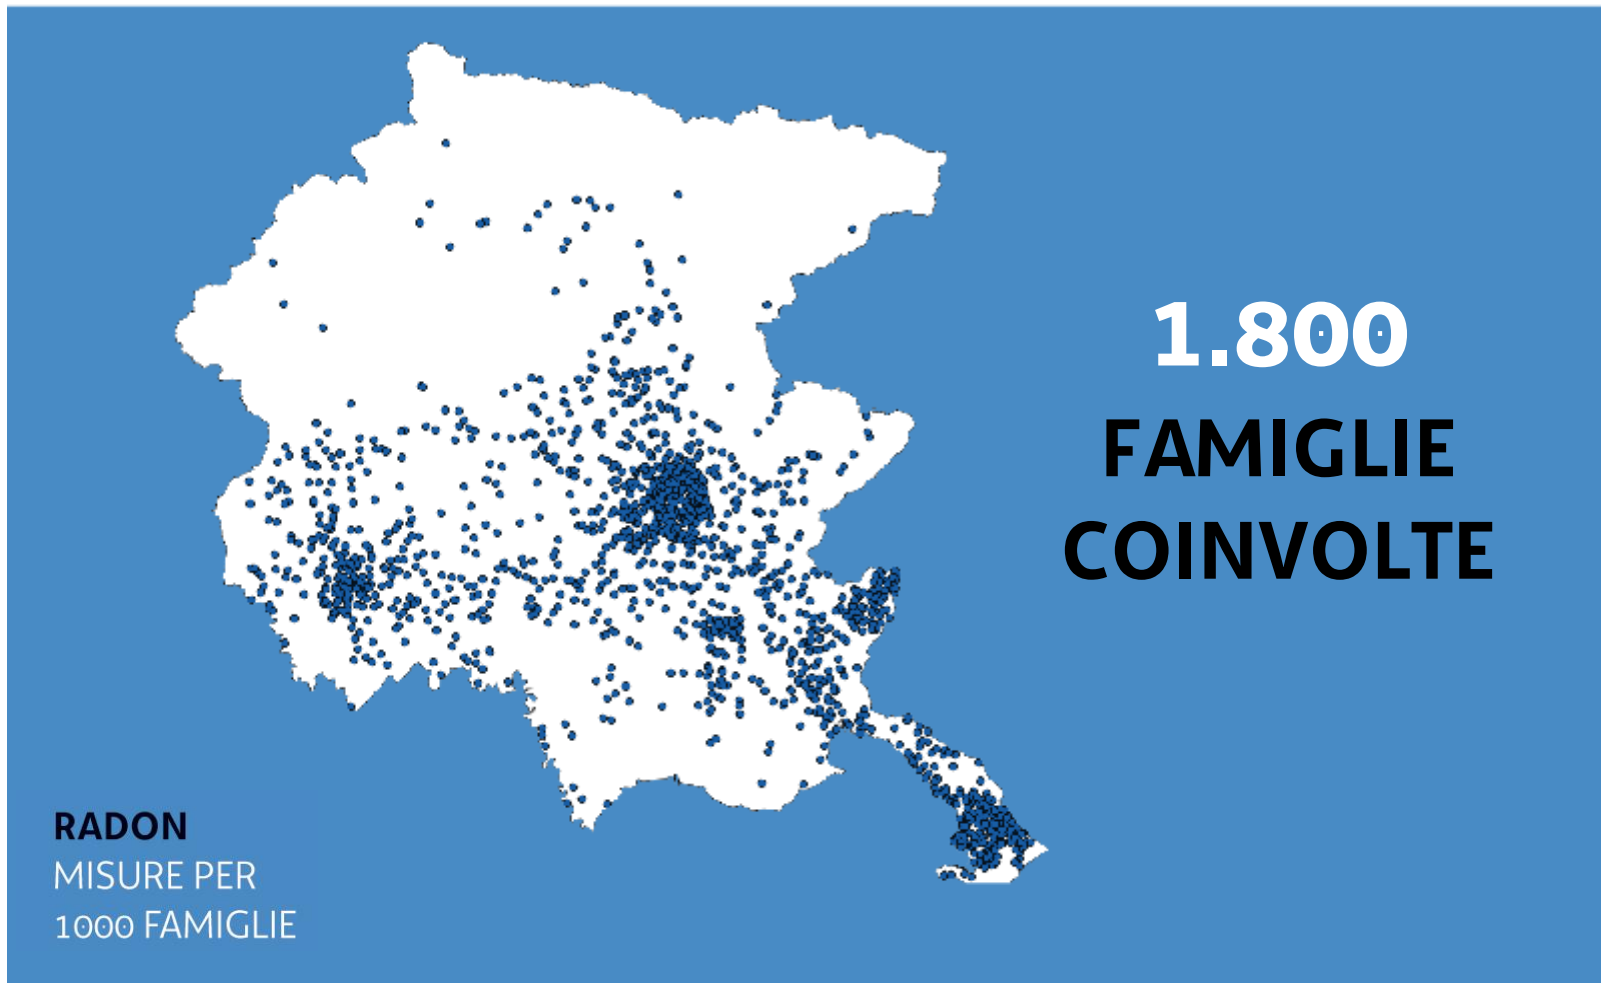 1.800
FAMIGLIE
COINVOLTE
RADON
MISURE PER
1000 FAMIGLIE